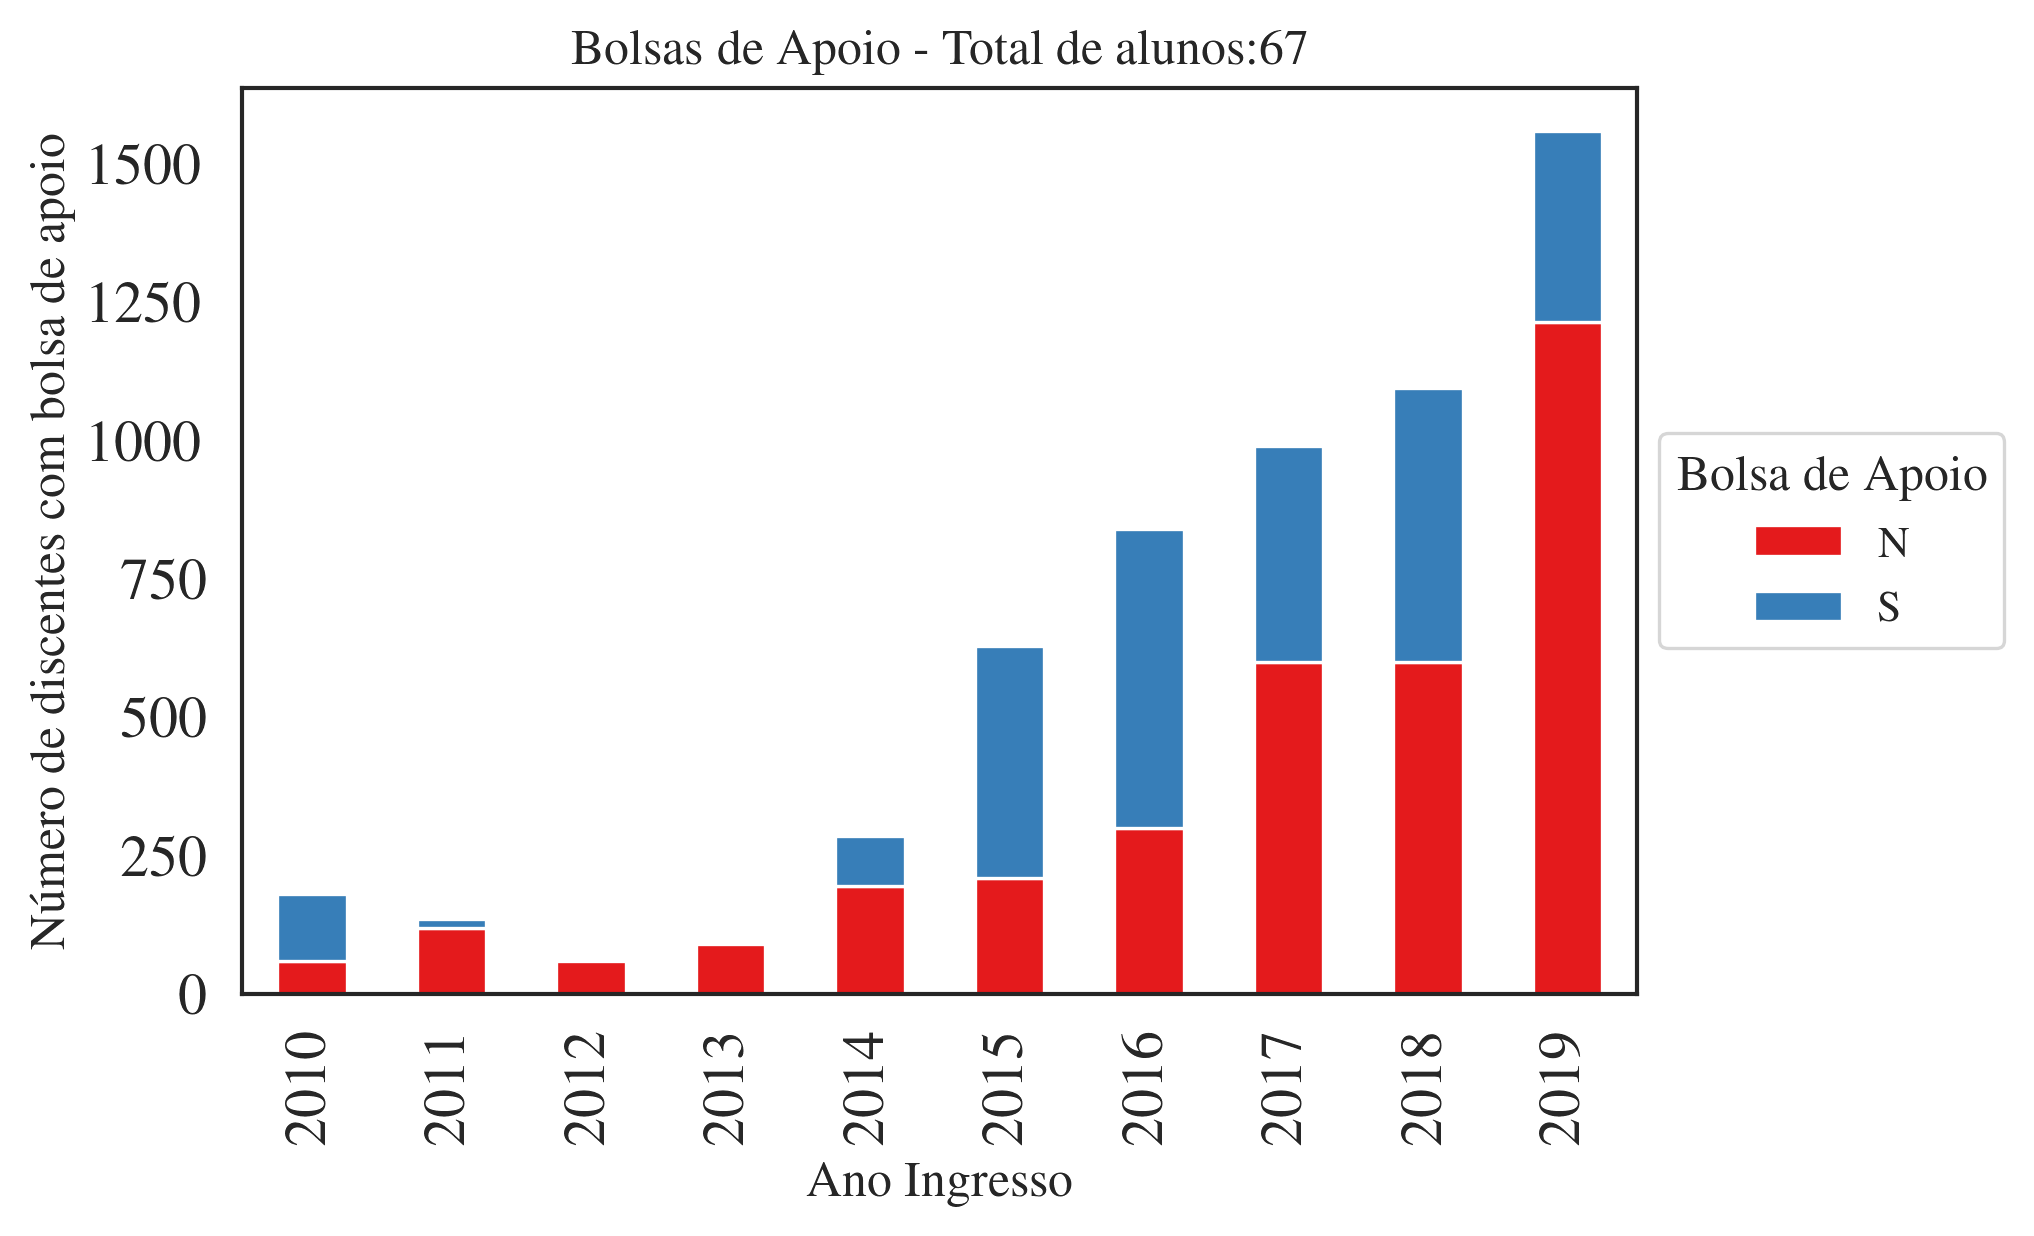 Bolsas de Apoio - Total de alunos:67
Número de discentes com bolsa de apoio
1500
1250
1000
750
500
250
0
2010
2011
2012
2013
2014
2015
2016
2017
2018
2019
Ano Ingresso
Bolsa de Apoio
N
S